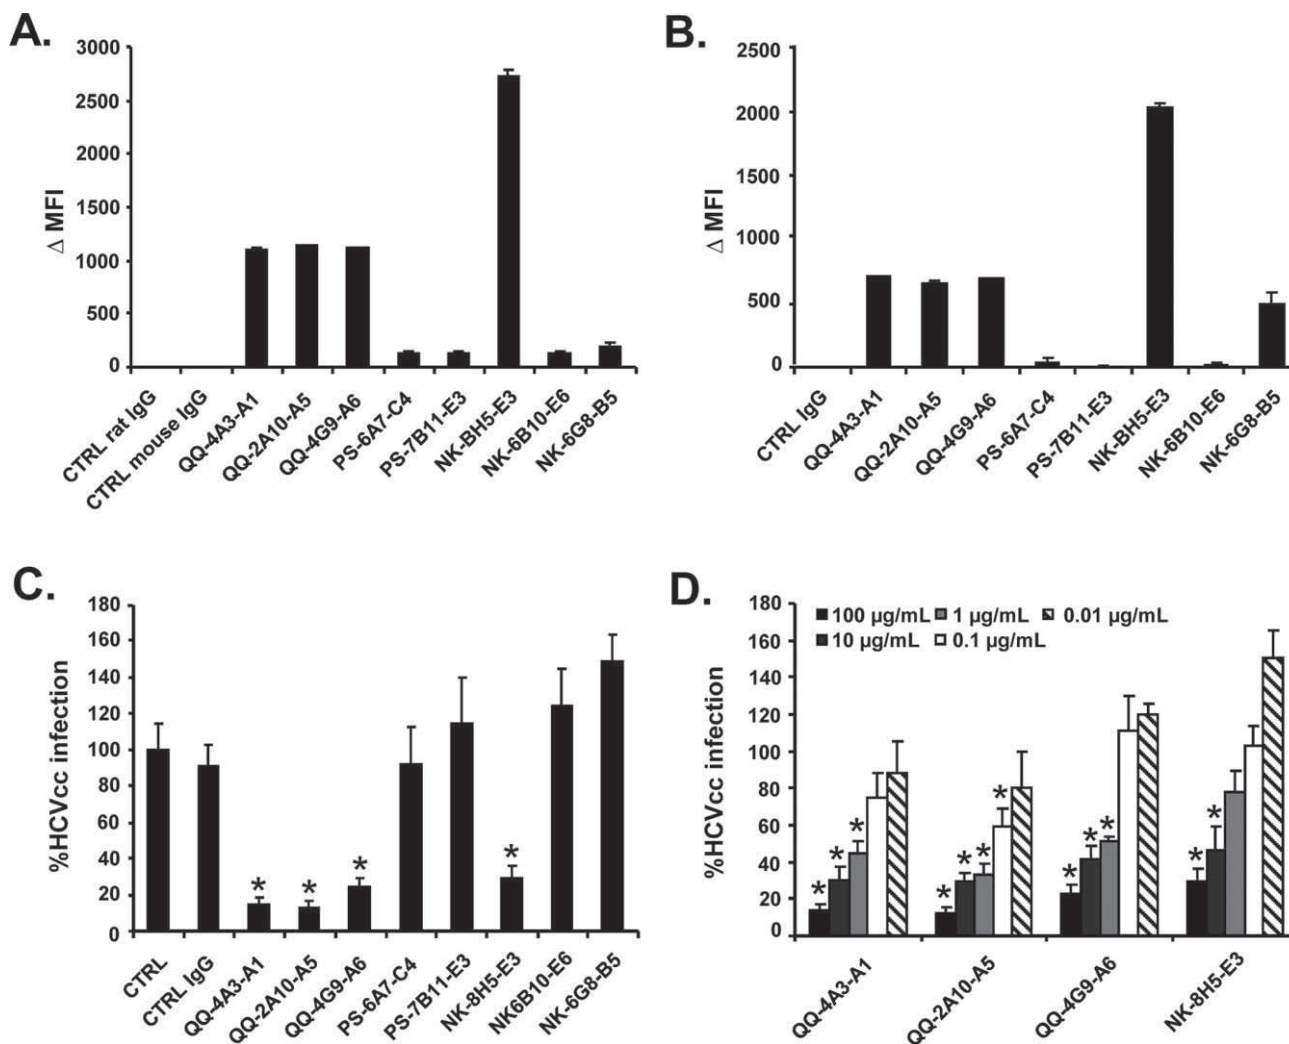 A.
3000
2500
2000
1500
1000
500
0
Δ MFI
CTRL rat IgG
CTRL mouse IgG
QQ-4A3-A1
QQ-2A10-A5
QQ-4G9-A6
PS-6A7-C4
PS-7B11-E3
NK-BH5-E3
NK-6B10-E6
NK-6G8-B5
B.
2500
2000
1500
1000
500
0
Δ MFI
CTRL IgG
QQ-4A3-A1
QQ-2A10-A5
QQ-4G9-A6
PS-6A7-C4
PS-7B11-E3
NK-BH5-E3
NK-6B10-E6
NK-6G8-B5
C.
180
160
140
120
100
80
60
40
20
0
%HCVcc infection
* * * *
CTRL
CTRL IgG
QQ-4A3-A1
QQ-2A10-A5
QQ-4G9-A6
PS-6A7-C4
PS-7B11-E3
NK-8H5-E3
NK6B10-E6
NK-6G8-B5
D.
100 µg/mL 1 µg/mL 0.01 µg/mL
10 µg/mL 0.1 µg/mL
180
160
140
120
100
80
60
40
20
0
%HCVcc infection
* * * * * * * * * * * *
QQ-4A3-A1
QQ-2A10-A5
QQ-4G9-A6
NK-8H5-E3